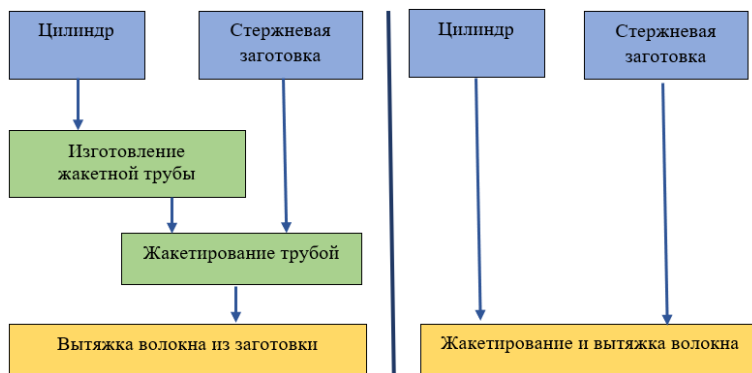 Цилиндр
Стержневая
заготовка
Изготовление
жакетной трубы
Жакетирование трубой
Вытяжка волокна из заготовки
Цилиндр
Стержневая
заготовка
Жакетирование и вытяжка волокна